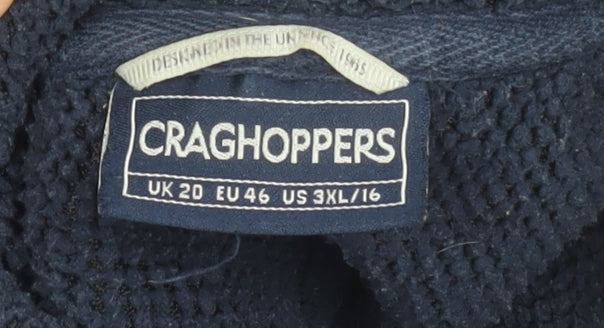 DESIGNED IN THE UK SINCE 1965
CRAGHOPPERS
UK 20 EU 46 US 3XL/16